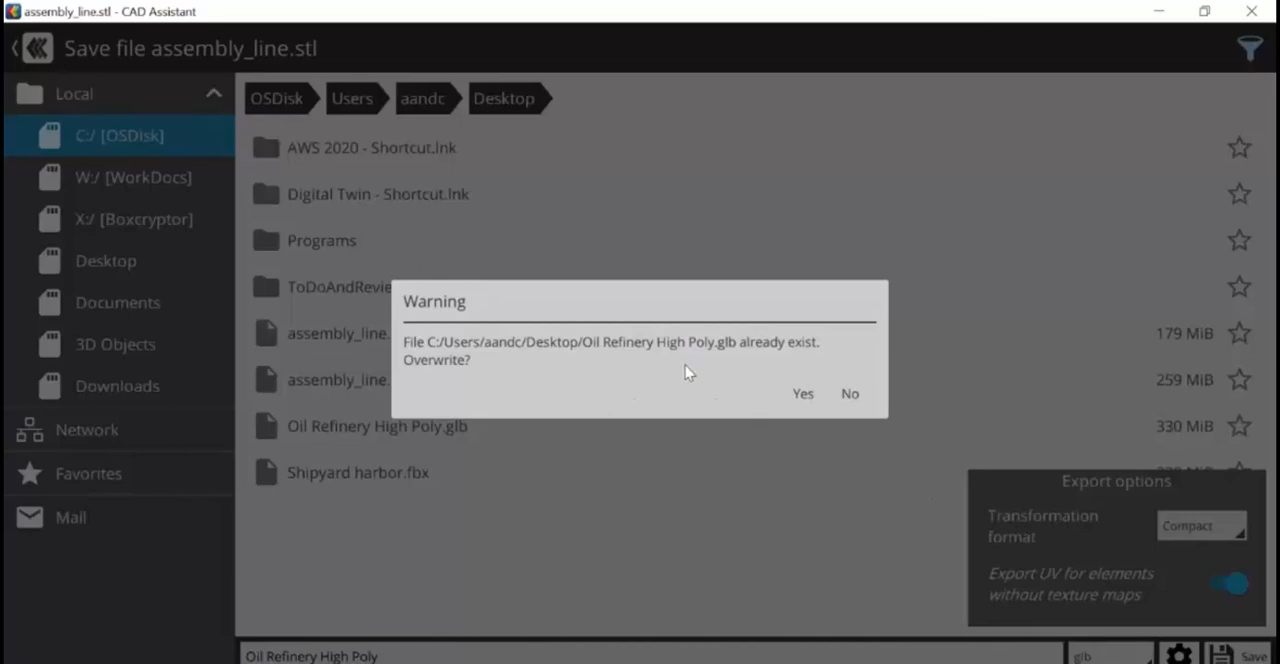 assembly_line.stl - CAD Assistant
Save file assembly_line.stl
Local
C:/ [OSDisk]
W:/ [WorkDocs]
X:/ [Boxcryptor]
Desktop
Documents
3D Objects
Downloads
Network
Favorites
Mail
OSDisk Users aandc Desktop
AWS 2020 - Shortcut.lnk
Digital Twin - Shortcut.lnk
Programs
ToDoAndRevie
assembly_line. 179 MiB
assembly_line. 259 MiB
Oil Refinery High Poly.glb 330 MiB
Shipyard harbor.fbx
Warning
File C:/Users/aandc/Desktop/Oil Refinery High Poly.glb already exist.
Overwrite?
Yes No
Export options
Transformation
format
Compact
Export UV for elements
without texture maps
Oil Refinery High Poly
glb
Save